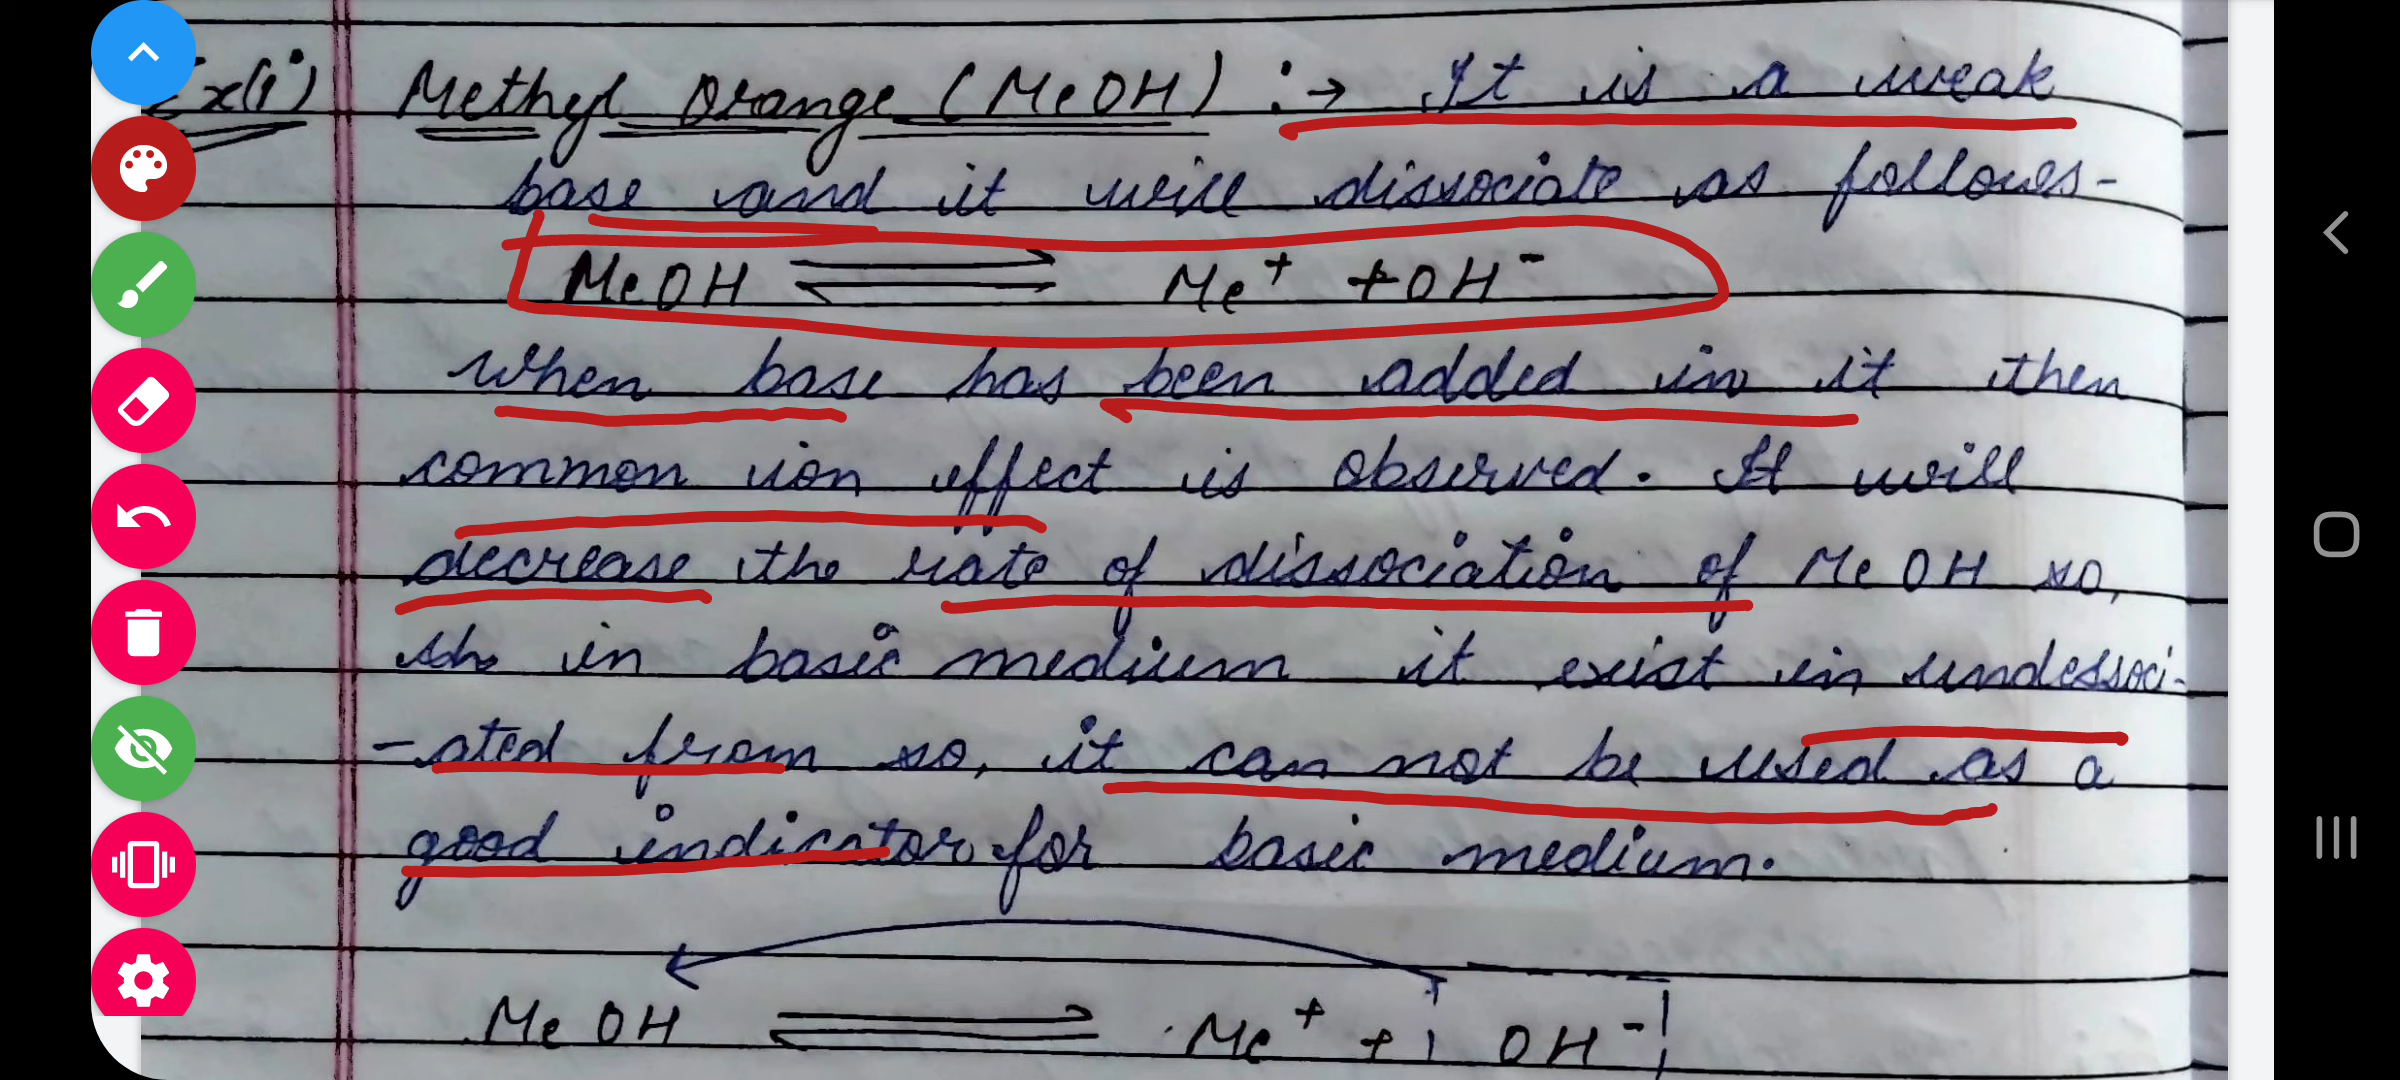 Ex(i) Methyl Orange (MeOH) :→ It is a weak
base and it will dissociate as follows-
MeOH ⇌ Me⁺ + OH⁻
When base has been added in it then
common ion effect is observed. It will
decrease the rate of dissociation of MeOH so,
the in basic medium it exist in undessoci-
-ated from so, it can not be used as a
good indicator for basic medium.
MeOH ⇌ Me⁺ + OH⁻